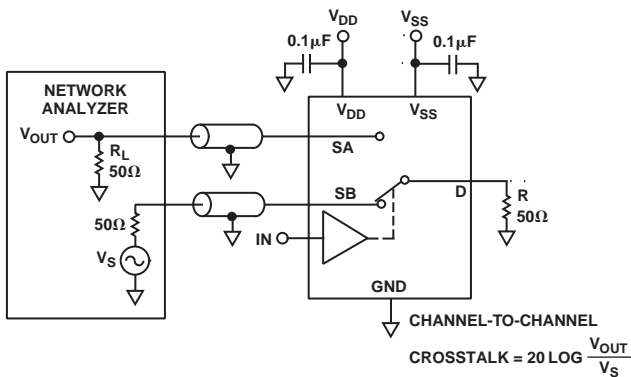 V_DD
V_SS
0.1µF
0.1µF
NETWORK
ANALYZER
V_DD
V_SS
V_OUT
R_L
50Ω
SA
SB
D
R
50Ω
50Ω
V_S
IN
GND
CHANNEL-TO-CHANNEL
CROSSTALK = 20 LOG V_OUT / V_S